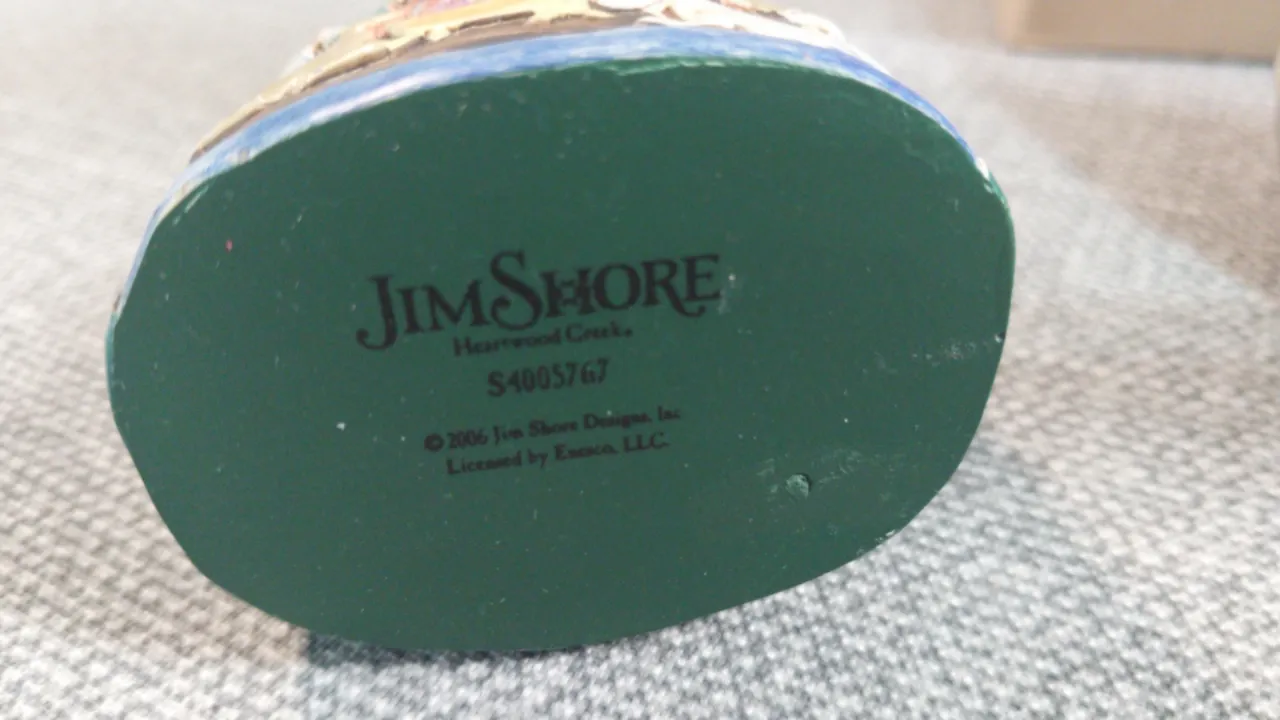 JIM SHORE
Heartwood Creek.
S4005767
© 2006 Jim Shore Designs, Inc
Licensed by Enesco, LLC.